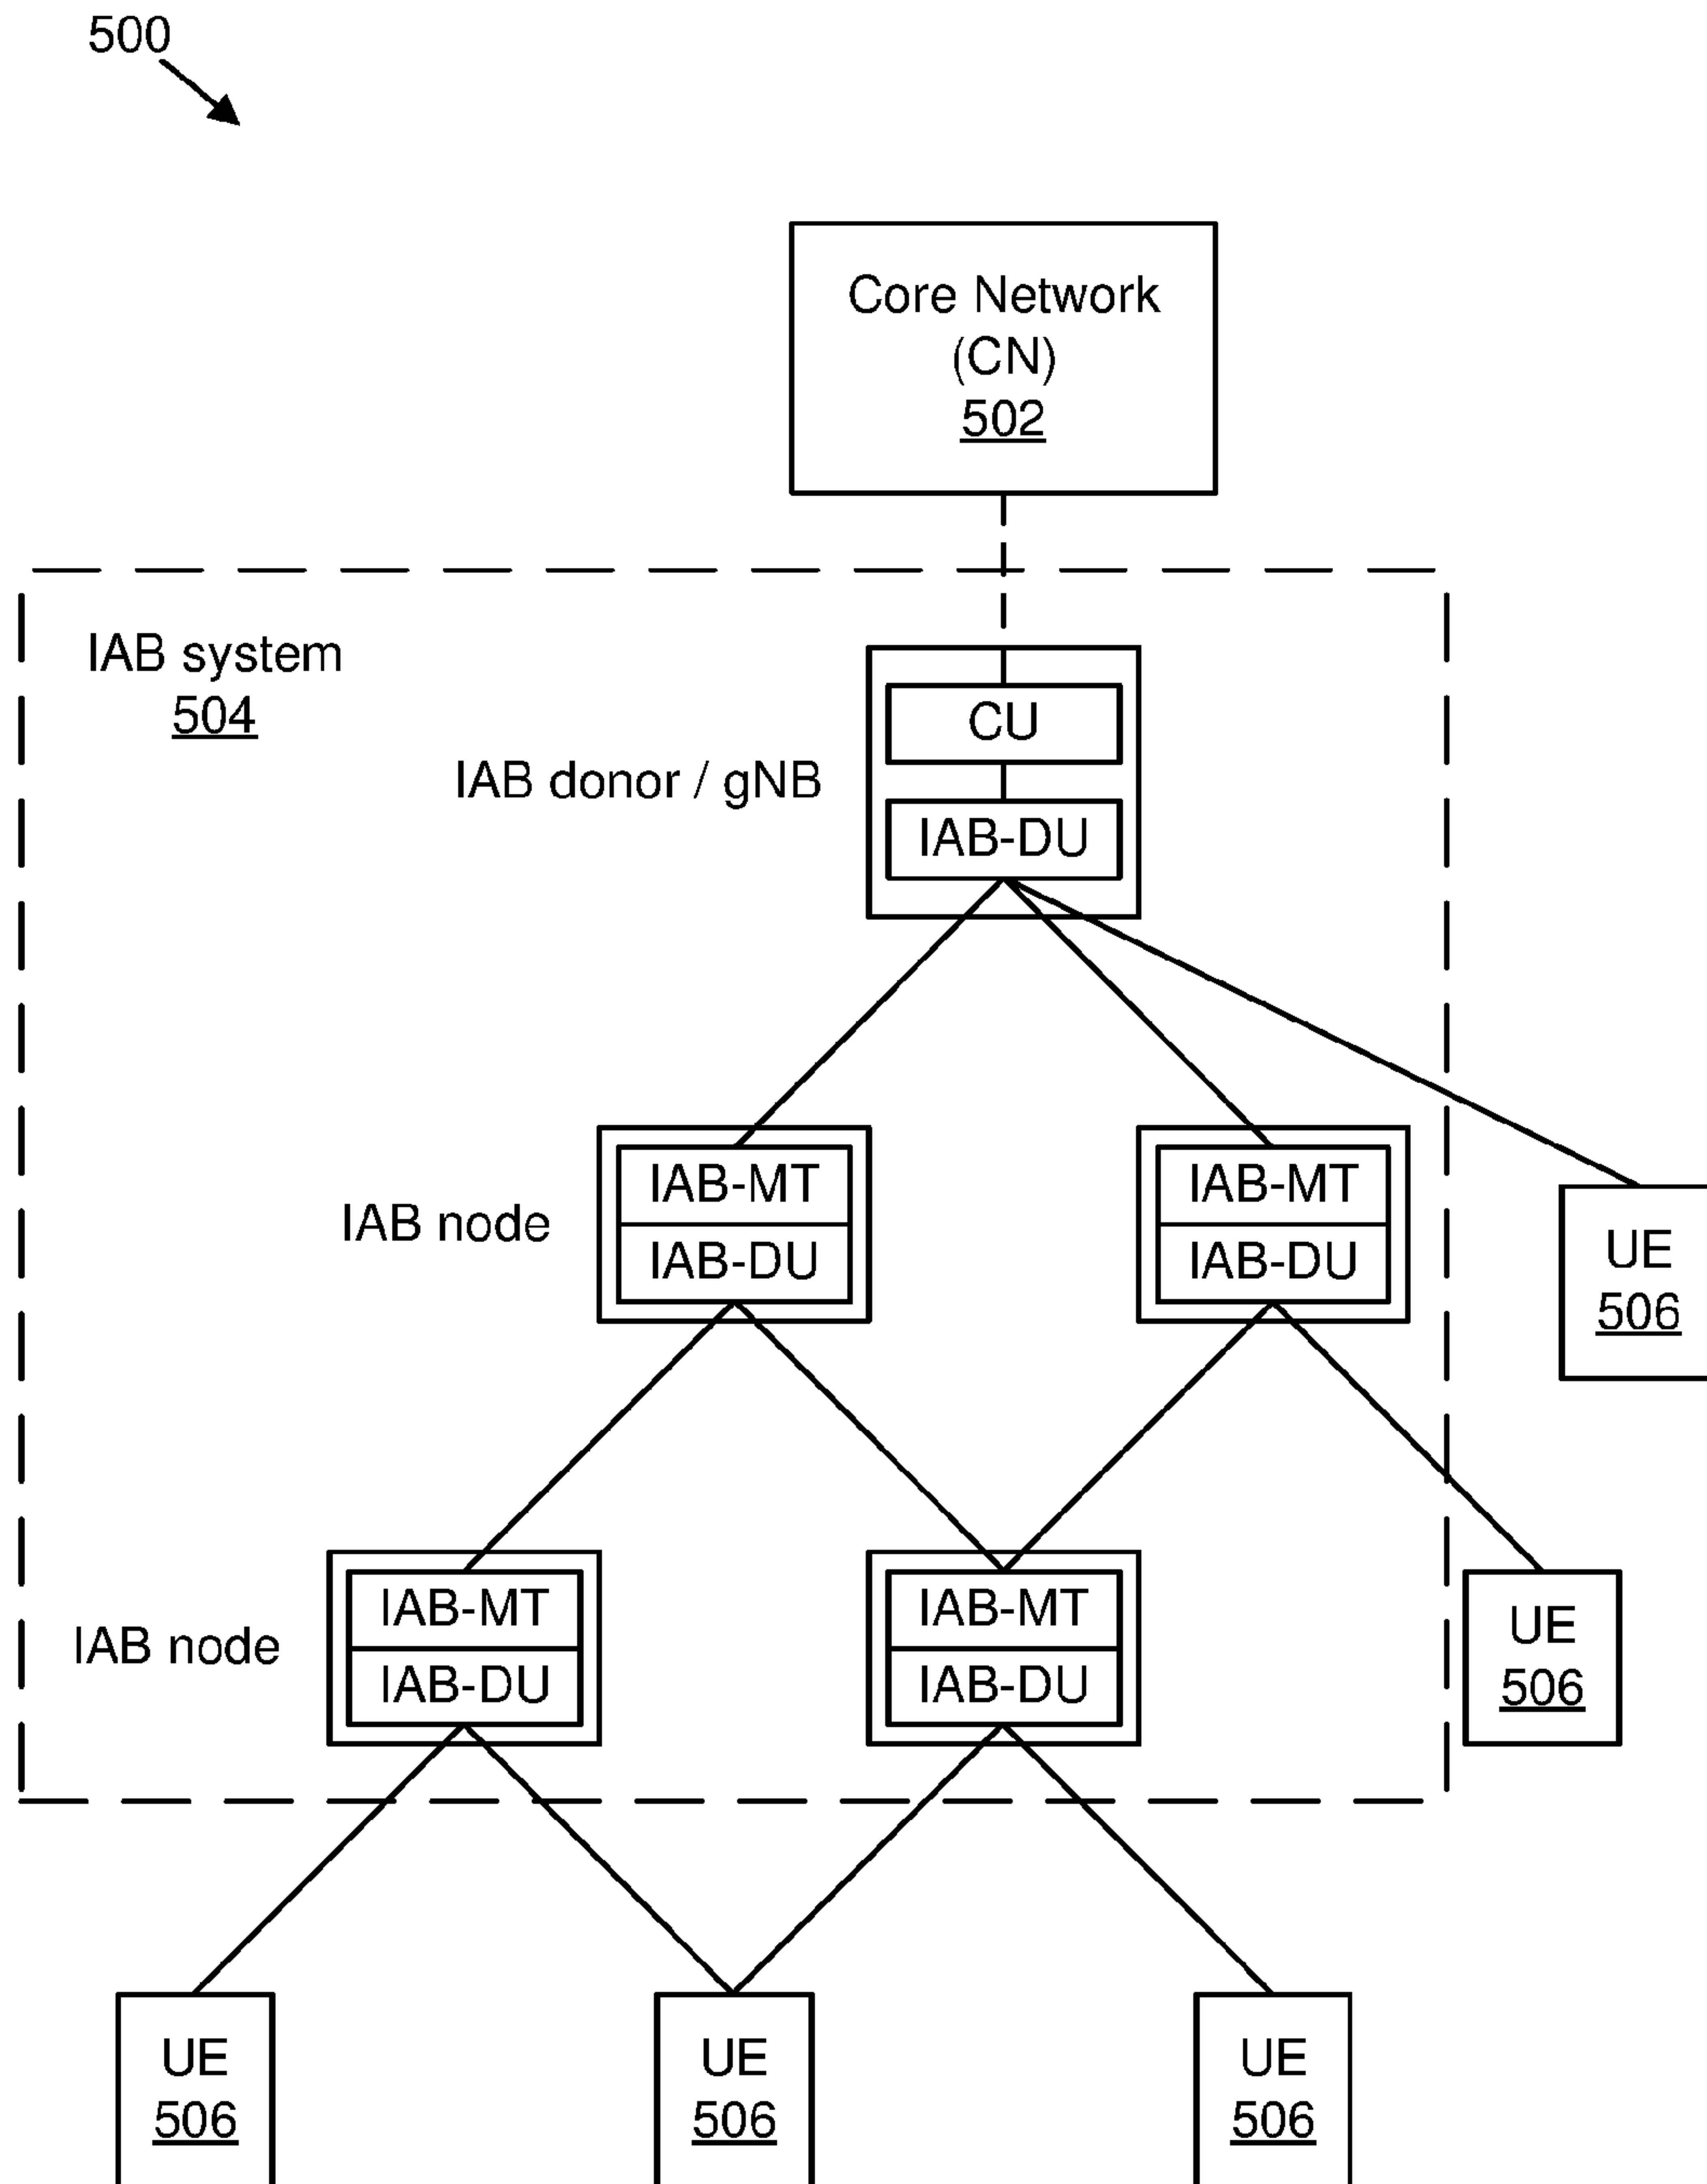 500
Core Network
(CN)
502
IAB system
504
IAB donor / gNB
CU
IAB-DU
IAB node
IAB-MT
IAB-DU
IAB-MT
IAB-DU
UE
506
IAB node
IAB-MT
IAB-DU
IAB-MT
IAB-DU
UE
506
UE
506
UE
506
UE
506